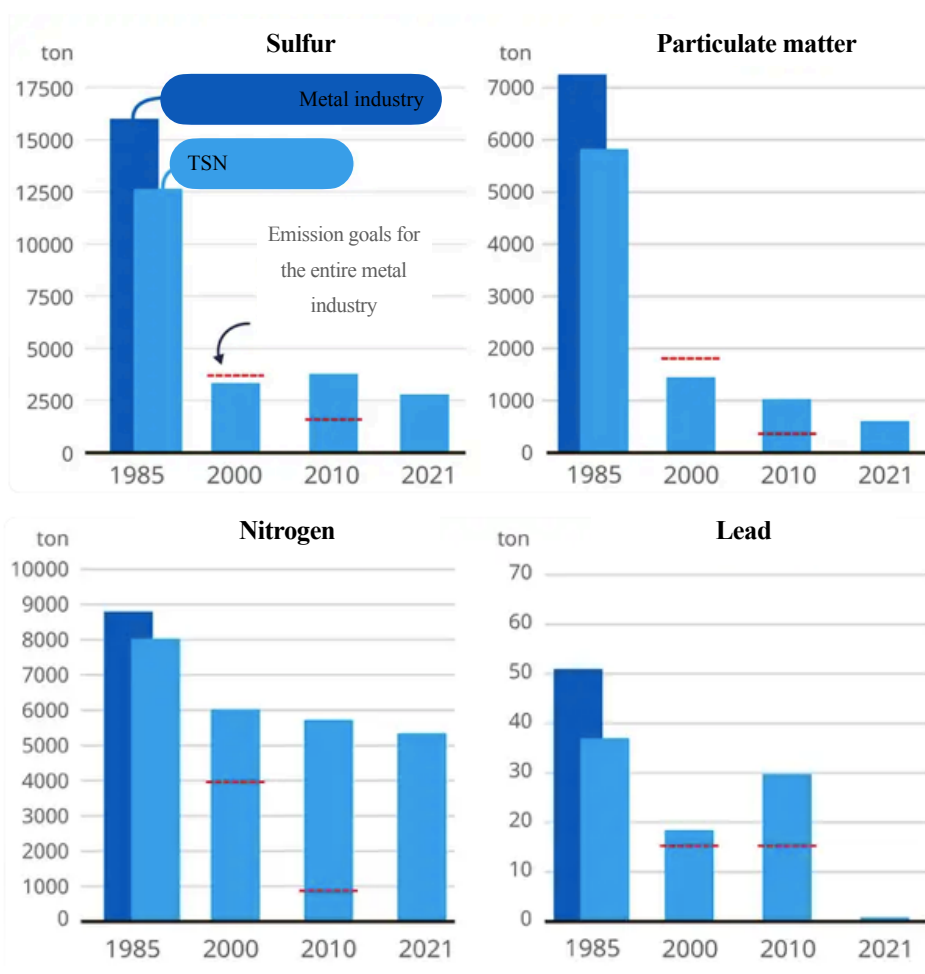 Sulfur
ton
17500
15000
12500
10000
7500
5000
2500
0
Metal industry
TSN
Emission goals for
the entire metal
industry
1985 2000 2010 2021
Particulate matter
7000
6000
5000
4000
3000
2000
1000
0
1985 2000 2010 2021
Nitrogen
ton
10000
9000
8000
7000
6000
5000
4000
3000
2000
1000
0
1985 2000 2010 2021
Lead
ton
70
60
50
40
30
20
10
0
1985 2000 2010 2021